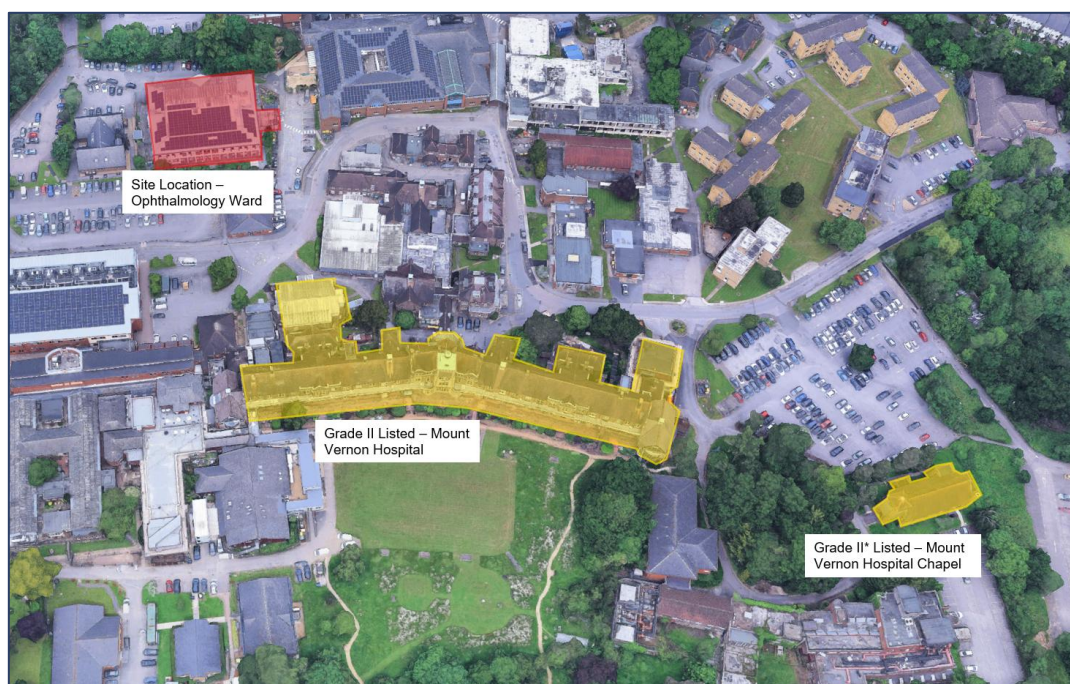 Site Location –
Ophthalmology Ward
Grade II Listed – Mount
Vernon Hospital
Grade II* Listed – Mount
Vernon Hospital Chapel